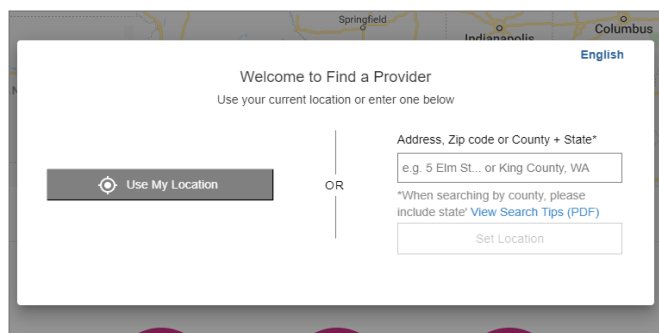 Springfield
Columbus
Indianapolis
English
Welcome to Find a Provider
Use your current location or enter one below
Address, Zip code or County + State*
Use My Location
OR
e.g. 5 Elm St... or King County, WA
*When searching by county, please
include state' View Search Tips (PDF)
Set Location